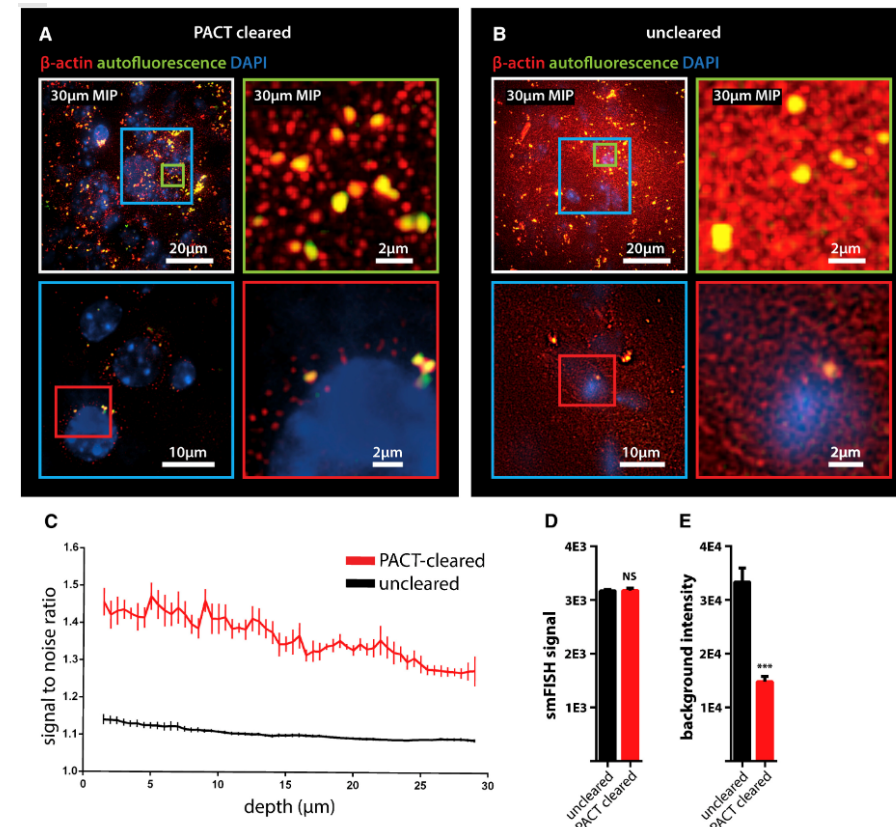 A PACT cleared
β-actin autofluorescence DAPI
30μm MIP
20μm
30μm MIP
2μm
10μm
2μm
B uncleared
β-actin autofluorescence DAPI
30μm MIP
20μm
30μm MIP
2μm
10μm
2μm
C
signal to noise ratio
1.6
1.5
1.4
1.3
1.1
1.0
PACT-cleared
uncleared
0
5
10
15
20
25
30
depth (μm)
D
smFISH signal
4E3
3E3
2E3
1E3
NS
uncleared
PACT cleared
E
background intensity
4E4
3E4
1E4
1E4
***
uncleared
PACT cleared